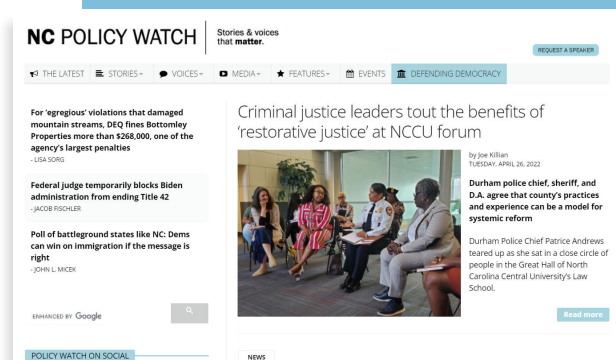 NC POLICY WATCH
Stories & voices
that matter.
REQUEST A SPEAKER
THE LATEST
STORIES
VOICES
MEDIA
FEATURES
EVENTS
DEFENDING DEMOCRACY
For 'egregious' violations that damaged
mountain streams, DEQ fines Bottomley
Properties more than $268,000, one of the
agency's largest penalties
- LISA SORG
Federal judge temporarily blocks Biden
administration from ending Title 42
- JACOB FISCHLER
Poll of battleground states like NC: Dems
can win on immigration if the message is
right
- JOHN L. MICEK
ENHANCED BY Google
POLICY WATCH ON SOCIAL
Criminal justice leaders tout the benefits of
'restorative justice' at NCCU forum
by Joe Killian
TUESDAY, APRIL 26, 2022
Durham police chief, sheriff, and
D.A. agree that county's practices
and experience can be a model for
systemic reform
Durham Police Chief Patrice Andrews
teared up as she sat in a close circle of
people in the Great Hall of North
Carolina Central University's Law
School.
Read more
NEWS